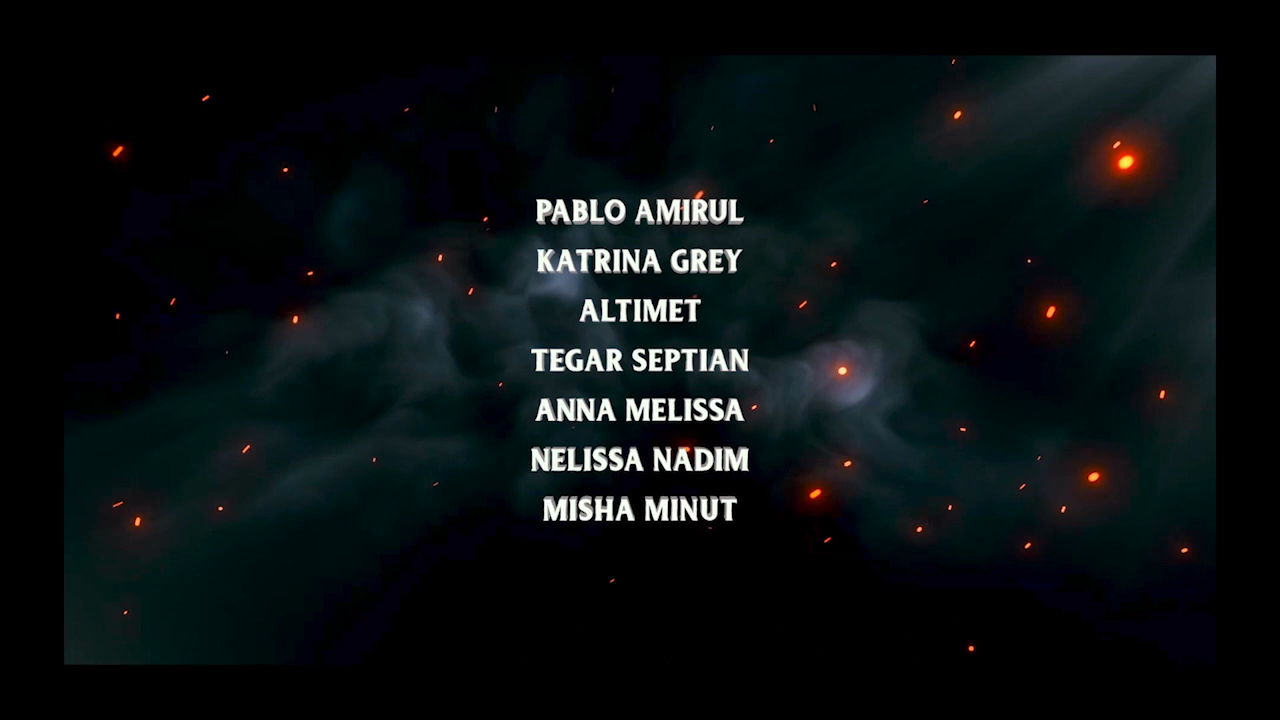 PABLO AMIRUL
KATRINA GREY
ALTIMET
TEGAR SEPTIAN
ANNA MELISSA
NELISSA NADIM
MISHA MINUT